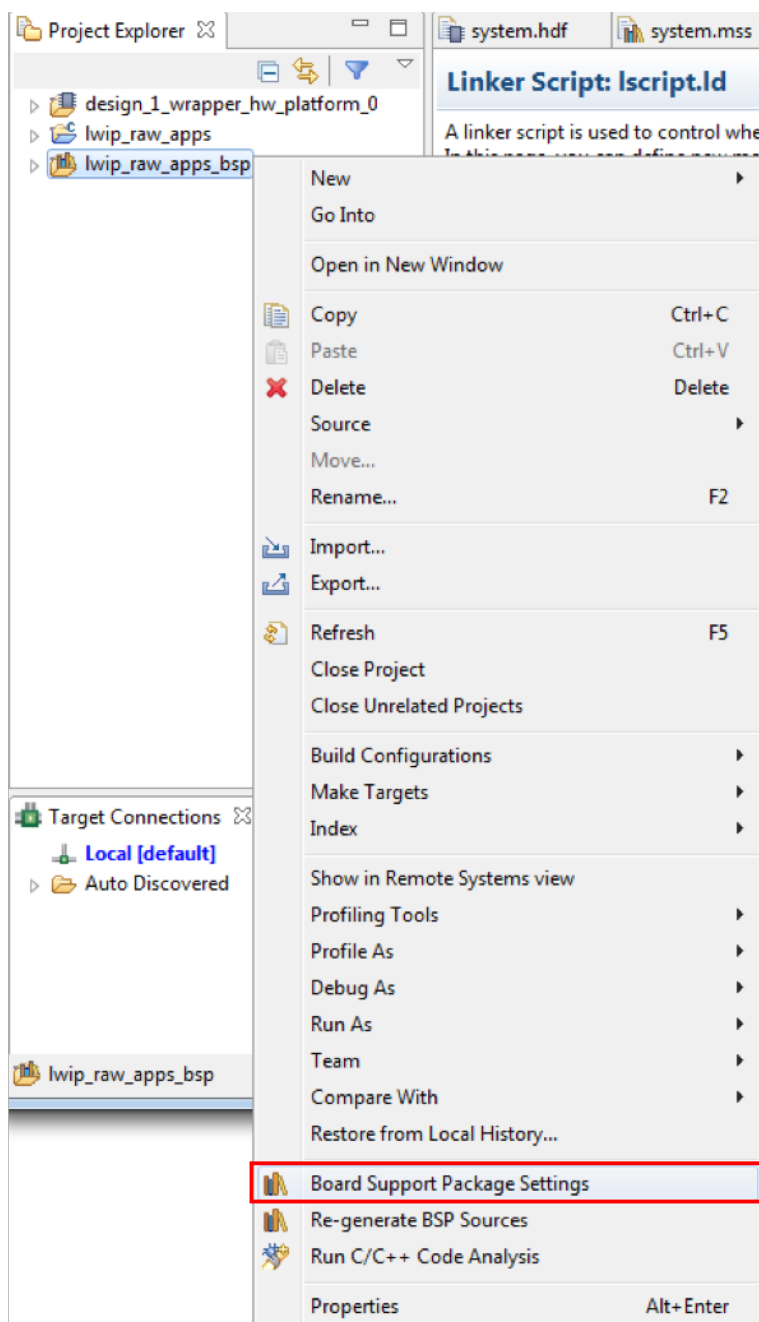 Project Explorer
system.hdf
system.mss
design_1_wrapper_hw_platform_0
lwip_raw_apps
lwip_raw_apps_bsp
Linker Script: lscript.ld
A linker script is used to control whe
New
Go Into
Open in New Window
Copy Ctrl+C
Paste Ctrl+V
Delete Delete
Source
Move...
Rename... F2
Import...
Export...
Refresh F5
Close Project
Close Unrelated Projects
Build Configurations
Make Targets
Index
Show in Remote Systems view
Profiling Tools
Profile As
Debug As
Run As
Team
Compare With
Restore from Local History...
Board Support Package Settings
Re-generate BSP Sources
Run C/C++ Code Analysis
Properties Alt+Enter
Target Connections
Local [default]
Auto Discovered
lwip_raw_apps_bsp